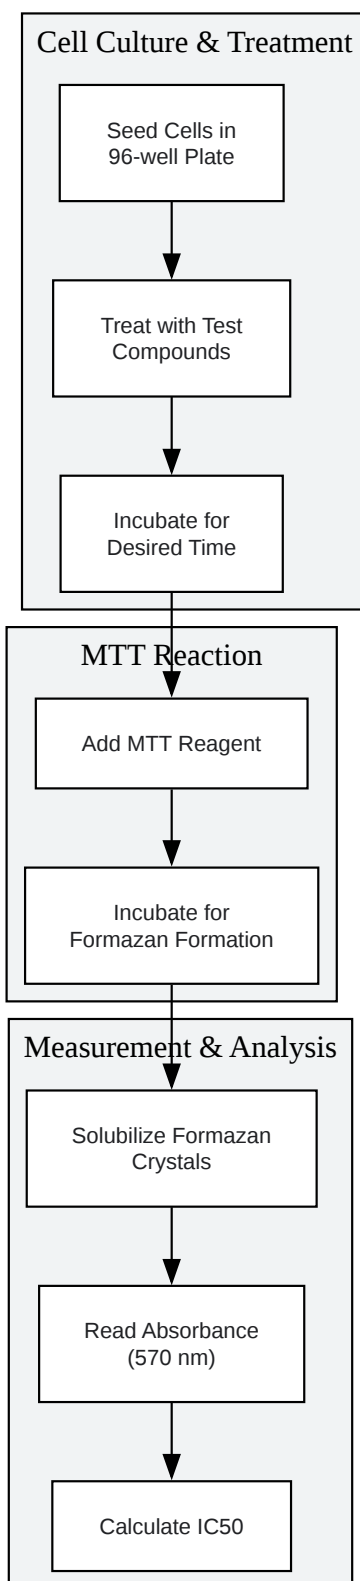 Cell Culture & Treatment
Seed Cells in
96-well Plate
Treat with Test
Compounds
Incubate for
Desired Time
MTT Reaction
Add MTT Reagent
Incubate for
Formazan Formation
Measurement & Analysis
Solubilize Formazan
Crystals
Read Absorbance
(570 nm)
Calculate IC50